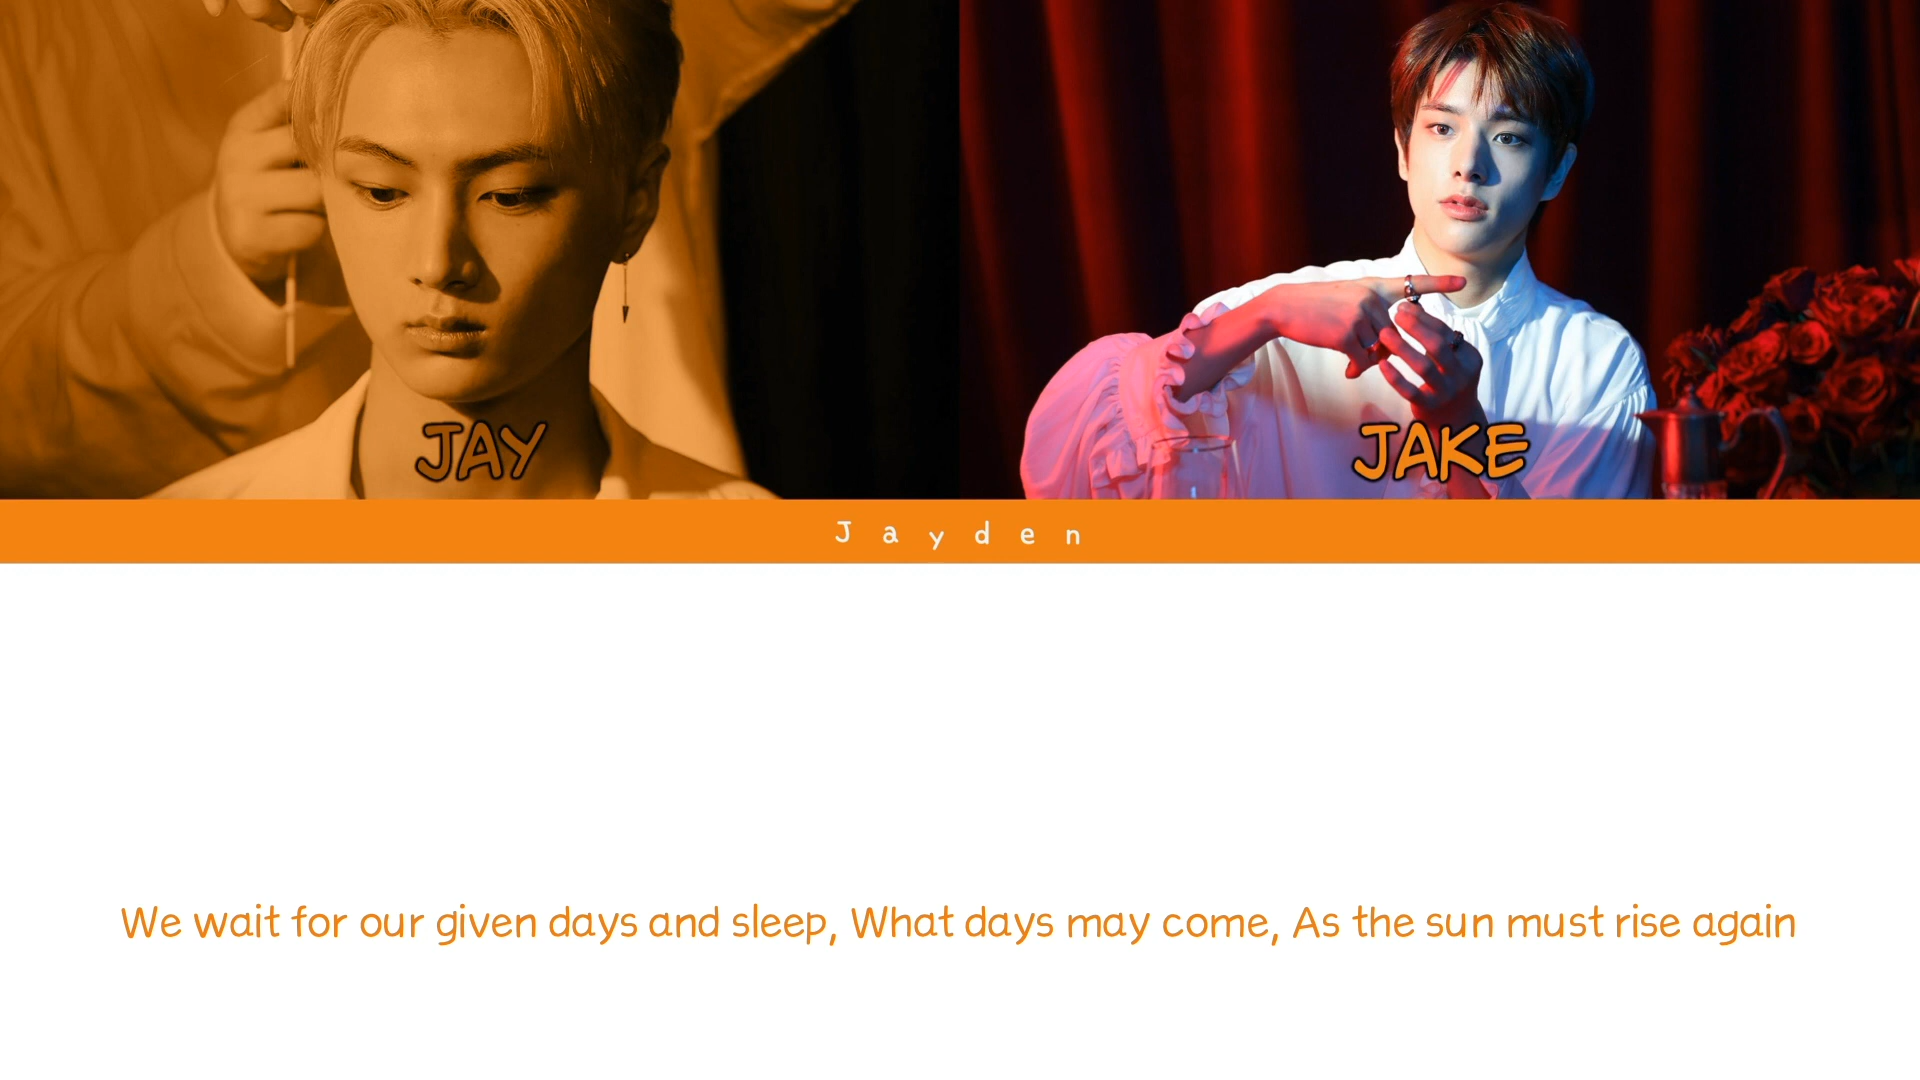 JAY
JAKE
Jayden
We wait for our given days and sleep, What days may come, As the sun must rise again